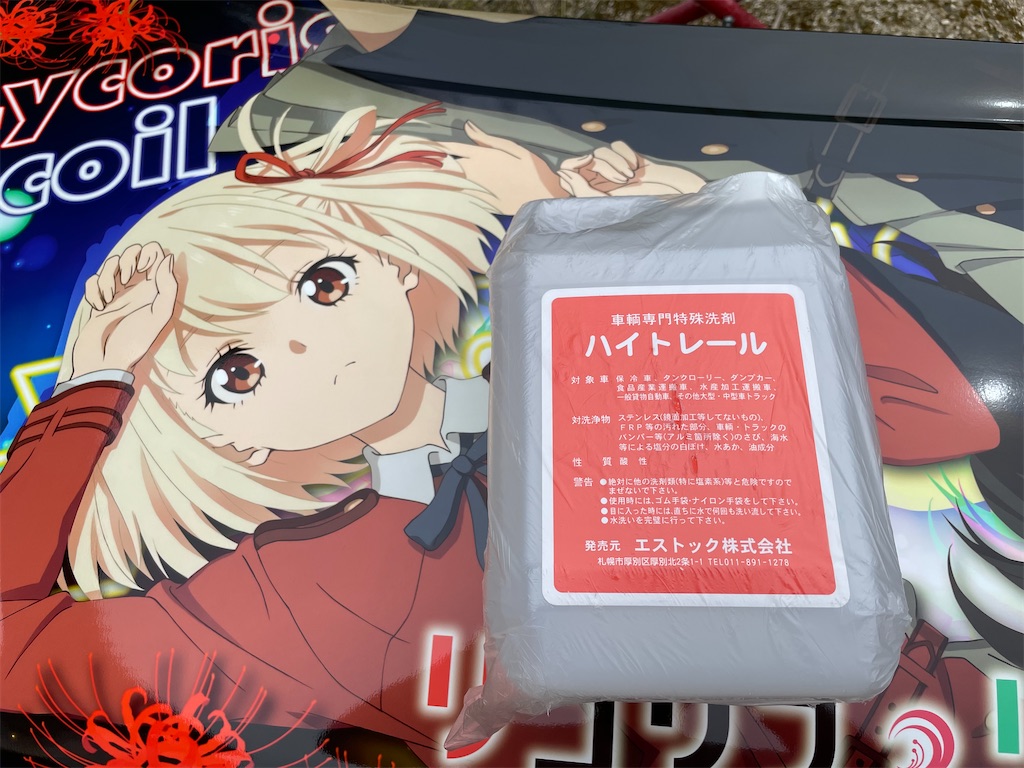 ycoris
coil
車輌専門特殊洗剤
ハイトレール
対象車 保冷車、タンクローリー、ダンプカー、
食品産業運搬車、水産加工運搬車、
一般貨物自動車、その他大型・中型車トラック
対洗浄物 ステンレス(鏡面加工等してないもの)、
FRP等の汚れた部分、車輌・トラックの
バンパー等(アルミ箇所除く)のさび、海水
等による塩分の白ぼけ、水あか、油成分
性質 酸性
警告 ●絶対に他の洗剤類(特に塩素系)等と危険ですので
まぜないで下さい。
●使用時には、ゴム手袋・ナイロン手袋をして下さい。
●目に入った時には、直ちに水で何回も洗い流して下さい。
●水洗いを完璧に行って下さい。
発売元 エストック株式会社
札幌市厚別区厚別北2条1-1 TEL011-891-1278
リコリ